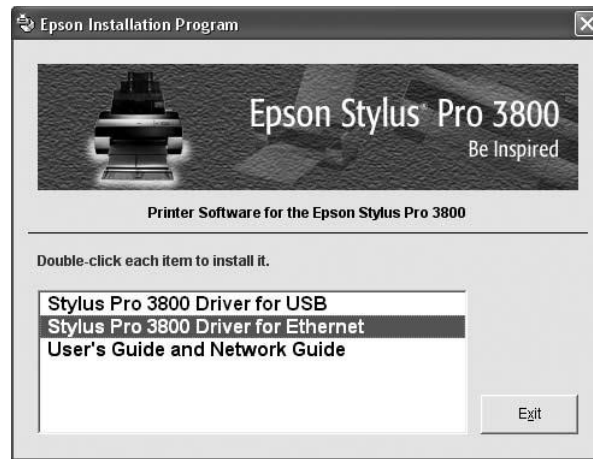 Epson Installation Program
Epson Stylus® Pro 3800
Be Inspired
Printer Software for the Epson Stylus Pro 3800
Double-click each item to install it.
Stylus Pro 3800 Driver for USB
Stylus Pro 3800 Driver for Ethernet
User's Guide and Network Guide
Exit